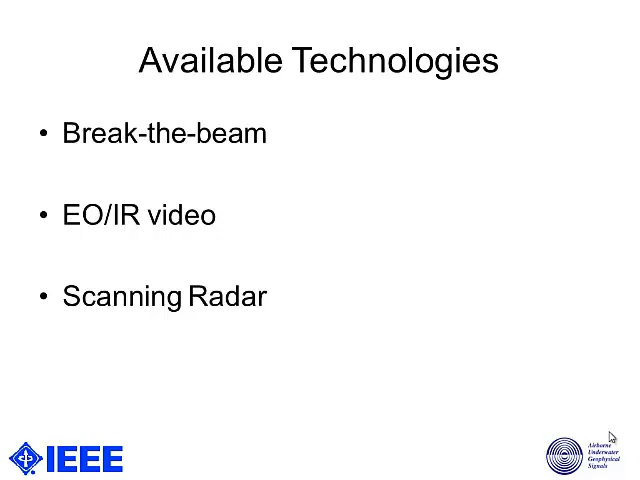 Available Technologies
• Break-the-beam
• EO/IR video
• Scanning Radar
IEEE
Airborne
Underwater
Geophysical
Signals